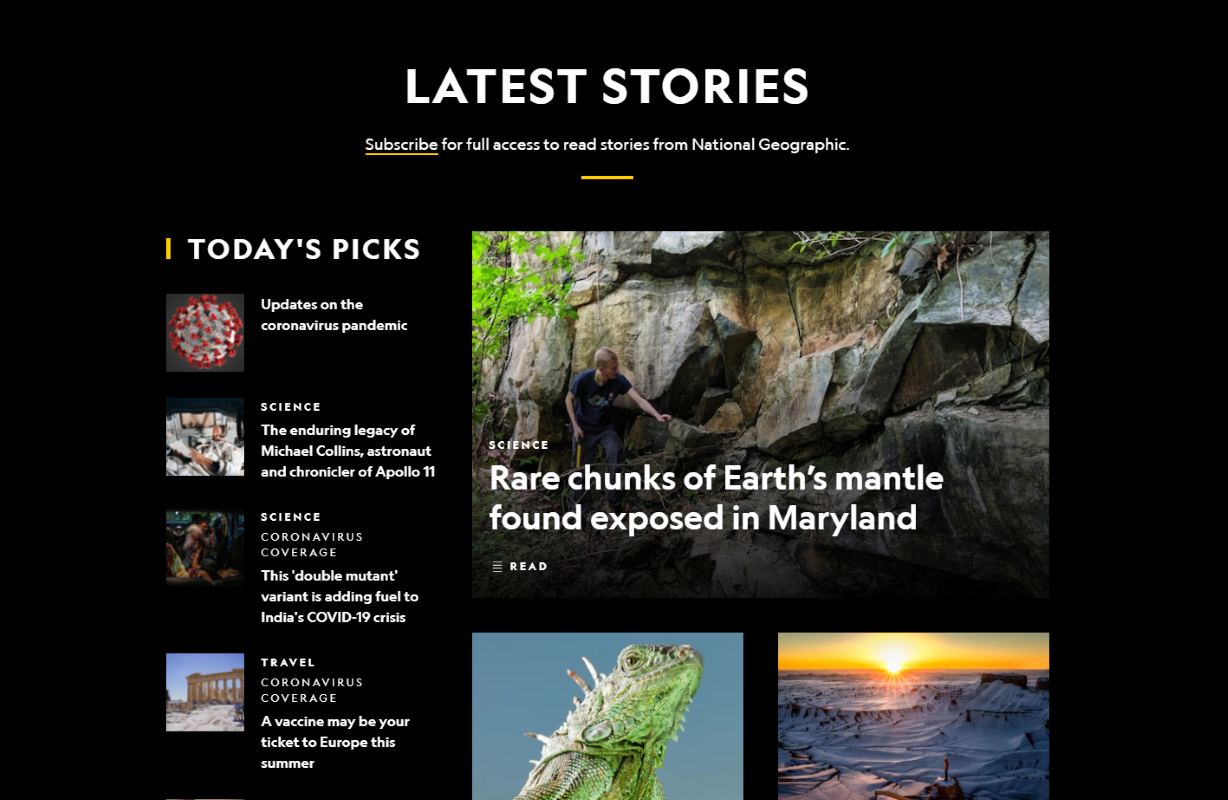 LATEST STORIES
Subscribe for full access to read stories from National Geographic.
TODAY'S PICKS
Updates on the
coronavirus pandemic
SCIENCE
The enduring legacy of
Michael Collins, astronaut
and chronicler of Apollo 11
SCIENCE
CORONAVIRUS
COVERAGE
This 'double mutant'
variant is adding fuel to
India's COVID-19 crisis
TRAVEL
CORONAVIRUS
COVERAGE
A vaccine may be your
ticket to Europe this
summer
SCIENCE
Rare chunks of Earth’s mantle
found exposed in Maryland
READ